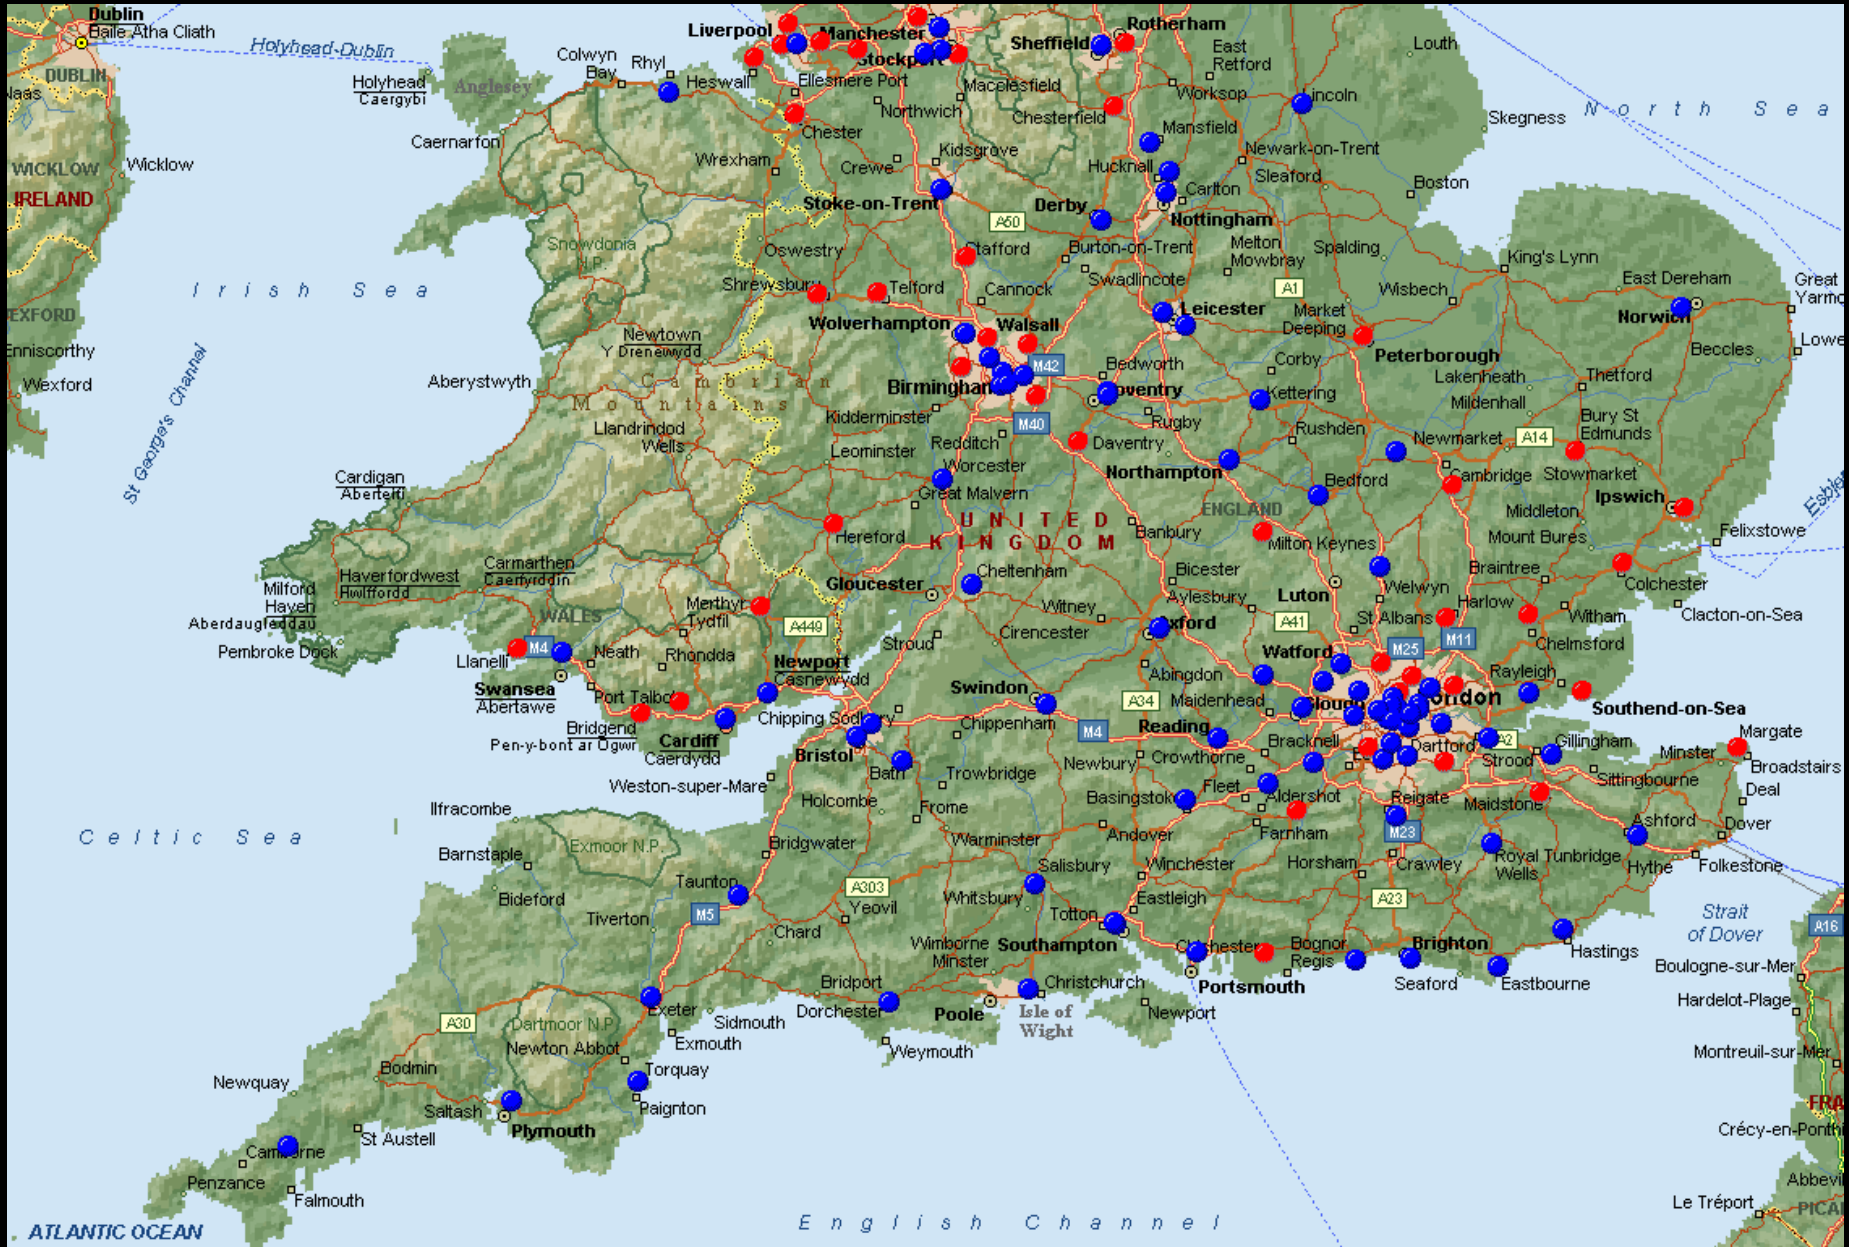 Dublin
Baile Atha Cliath
Holyhead-Dublin
Liverpool
Manchester
Rotherham
Sheffield
Stockport
East
Retford
Louth
DUBLIN
Naas
Colwyn
Bay
Rhyl
Heswall
Ellesmere Port
Macclesfield
Worksop
Lincoln
North Sea
Holyhead
Caergybi
Anglesey
Northwich
Chesterfield
Skegness
Caernarfon
Chester
Mansfield
WICKLOW
Wicklow
Wrexham
Crewe
Kidsgrove
Hucknall
Newark-on-Trent
Sleaford
Boston
IRELAND
Stoke-on-Trent
Derby
Carlton
Nottingham
A50
Snowdonia
N.P.
Oswestry
Stafford
Burton-on-Trent
Melton
Mowbray
Spalding
King's Lynn
Irish Sea
Shrewsbury
Telford
Cannock
Swadlincote
A1
Wisbech
East Dereham
Great
Yarmo
EXFORD
Wolverhampton
Walsall
Leicester
Market
Deeping
Norwich
Newtown
Y Drenewydd
Enniscorthy
M42
Bedworth
Corby
Peterborough
Beccles
Lowe
Wexford
St George's Channel
Aberystwyth
Cambrian
Mountains
Birmingham
Coventry
Kettering
Lakenheath
Thetford
Mildenhall
Kidderminster
M40
Rugby
Rushden
Newmarket
A14
Bury St
Edmunds
Llandrindod
Wells
Redditch
Daventry
Leominster
Worcester
Northampton
Bedford
Cambridge
Stowmarket
Cardigan
Aberteifi
Great Malvern
ENGLAND
Middleton
Ipswich
Esbje
UNITED
KINGDOM
Hereford
Banbury
Milton Keynes
Mount Bures
Felixstowe
Carmarthen
Caerfyrddin
Haverfordwest
Hwlffordd
Milford
Haven
Aberdaugleddau
Pembroke Dock
Gloucester
Cheltenham
Bicester
Aylesbury
Luton
Welwyn
Braintree
Colchester
WALES
Merthyr
Tydfil
A449
Witney
Cirencester
Oxford
A41
St Albans
Harlow
Witham
Clacton-on-Sea
Llanelli
M4
Neath
Rhondda
Newport
Casnewydd
Stroud
Watford
M25
M11
Chelmsford
Swansea
Abertawe
Port Talbot
Abingdon
Rayleigh
Swindon
A34
Maidenhead
Slough
London
Southend-on-Sea
Bridgend
Pen-y-bont ar Ogwr
Cardiff
Caerdydd
Chipping Sodbury
Chippenham
M4
Reading
Bracknell
Dartford
A2
Gillingham
Margate
Minster
Broadstairs
Bristol
Bath
Trowbridge
Newbury
Crowthorne
Strood
Sittingbourne
Weston-super-Mare
Holcombe
Frome
Basingstoke
Fleet
Aldershot
Reigate
Maidstone
Deal
Ilfracombe
Celtic Sea
Exmoor N.P.
Warminster
Andover
Farnham
M23
Ashford
Dover
Barnstaple
Bridgwater
Salisbury
Winchester
Horsham
Crawley
Royal Tunbridge
Wells
Hythe
Folkestone
Taunton
A303
Whitsbury
Eastleigh
A23
Bideford
M5
Yeovil
Totton
Strait
of Dover
A16
Tiverton
Chard
Wimborne
Minster
Southampton
Chichester
Bognor
Regis
Brighton
Hastings
Boulogne-sur-Mer
Bridport
Christchurch
Portsmouth
Seaford
Eastbourne
Hardelot-Plage
Exeter
Sidmouth
Dorchester
Poole
Isle of
Wight
Newport
A30
Dartmoor N.P.
Newton Abbot
Exmouth
Weymouth
Montreuil-sur-Mer
Bodmin
Torquay
Newquay
Saltash
Paignton
FRA
Plymouth
Crécy-en-Ponthi
St Austell
Camborne
Penzance
Falmouth
Abbevil
Le Tréport
PICA
ATLANTIC OCEAN
English Channel